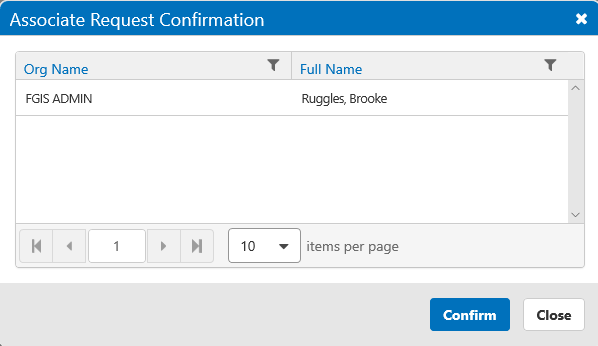 Associate Request Confirmation
Org Name Full Name
FGIS ADMIN Ruggles, Brooke
1 10 items per page
Confirm Close